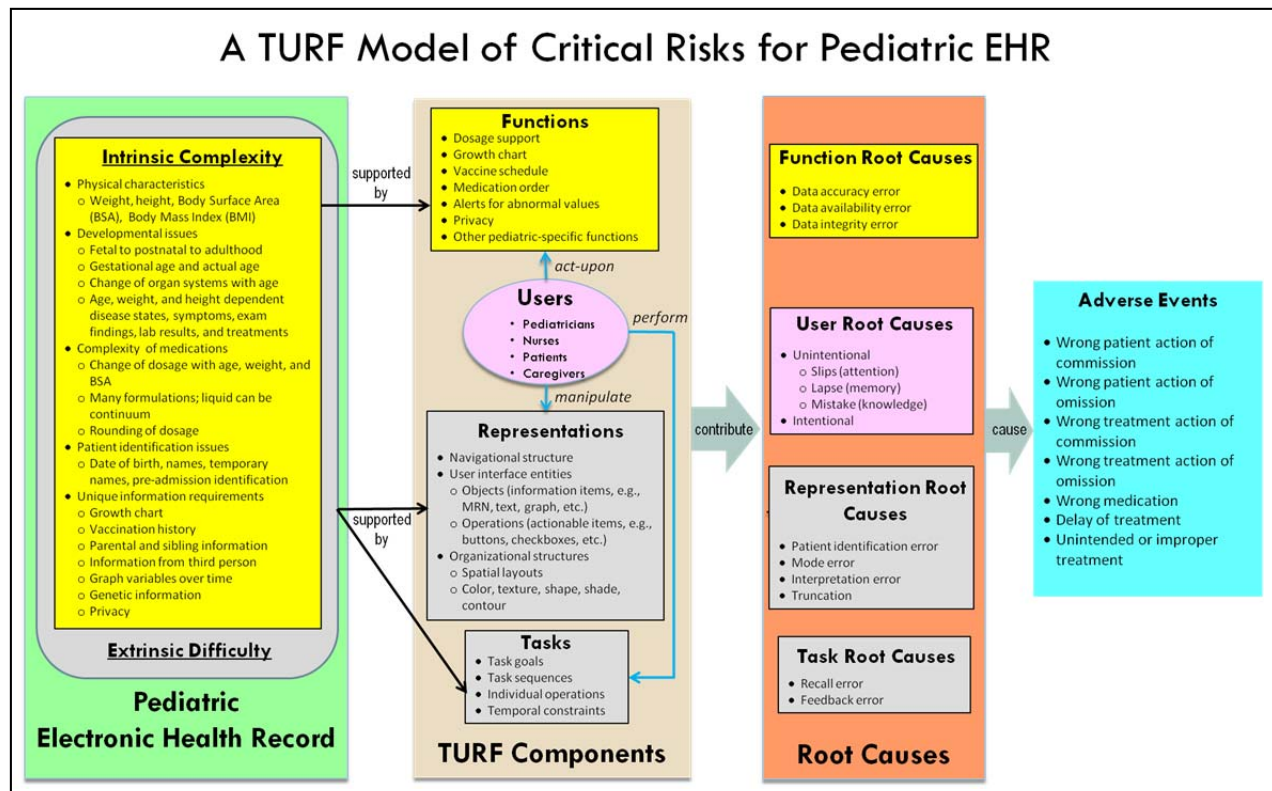 A TURF Model of Critical Risks for Pediatric EHR
Intrinsic Complexity
• Physical characteristics
○ Weight, height, Body Surface Area
(BSA), Body Mass Index (BMI)
• Developmental issues
○ Fetal to postnatal to adulthood
○ Gestational age and actual age
○ Change of organ systems with age
○ Age, weight, and height dependent
disease states, symptoms, exam
findings, lab results, and treatments
• Complexity of medications
○ Change of dosage with age, weight, and
BSA
○ Many formulations; liquid can be
continuum
○ Rounding of dosage
• Patient identification issues
○ Date of birth, names, temporary
names, pre-admission identification
• Unique information requirements
○ Growth chart
○ Vaccination history
○ Parental and sibling information
○ Information from third person
○ Graph variables over time
○ Genetic information
○ Privacy
Extrinsic Difficulty
Pediatric
Electronic Health Record
supported
by
supported
by
Functions
• Dosage support
• Growth chart
• Vaccine schedule
• Medication order
• Alerts for abnormal values
• Privacy
• Other pediatric-specific functions
act-upon
Users
• Pediatricians
• Nurses
• Patients
• Caregivers
perform
manipulate
Representations
• Navigational structure
• User interface entities
○ Objects (information items, e.g.,
MRN, text, graph, etc.)
○ Operations (actionable items, e.g.,
buttons, checkboxes, etc.)
• Organizational structures
○ Spatial layouts
○ Color, texture, shape, shade,
contour
Tasks
• Task goals
• Task sequences
• Individual operations
• Temporal constraints
TURF Components
contribute
Function Root Causes
• Data accuracy error
• Data availability error
• Data integrity error
User Root Causes
• Unintentional
○ Slips (attention)
○ Lapse (memory)
○ Mistake (knowledge)
• Intentional
Representation Root
Causes
• Patient identification error
• Mode error
• Interpretation error
• Truncation
Task Root Causes
• Recall error
• Feedback error
Root Causes
cause
Adverse Events
• Wrong patient action of
commission
• Wrong patient action of
omission
• Wrong treatment action of
commission
• Wrong treatment action of
omission
• Wrong medication
• Delay of treatment
• Unintended or improper
treatment